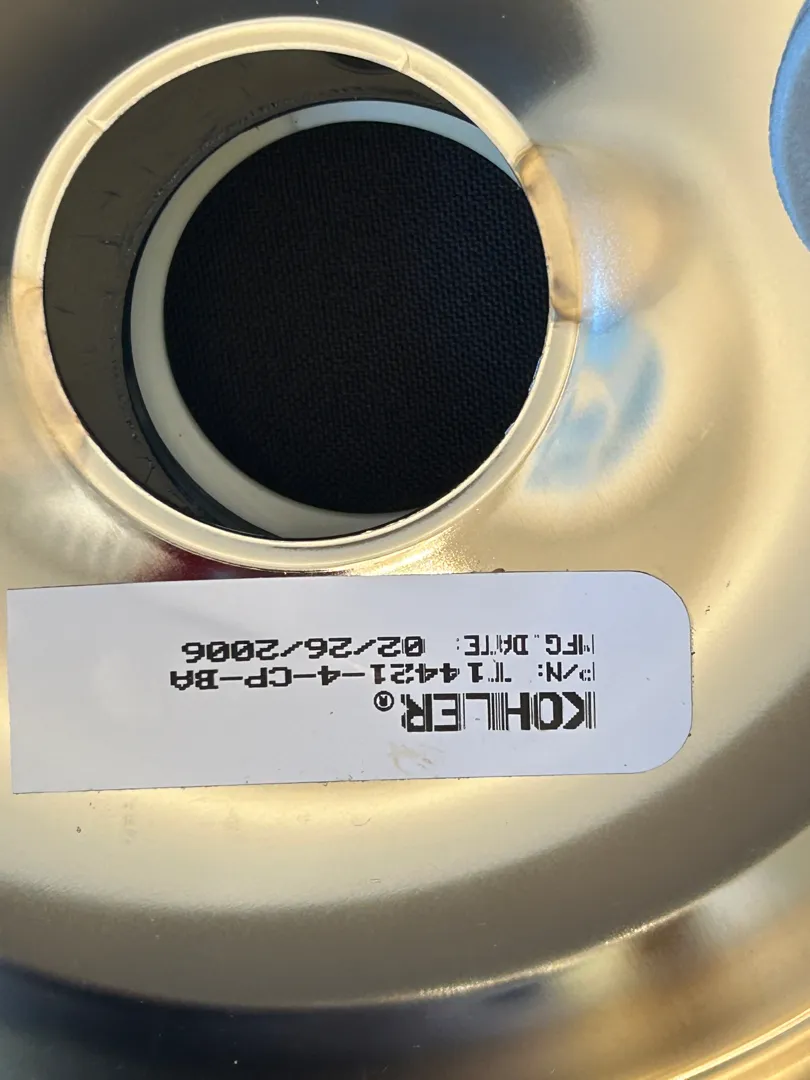 KOHLER®
P/N: T14421-4-CP-BA
MFG.DATE: 02/26/2006